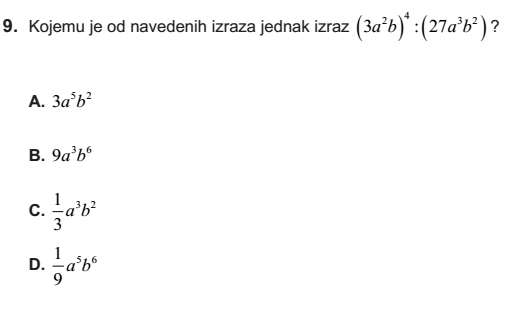 9. Kojemu je od navedenih izraza jednak izraz (3a²b)⁴ : (27a³b²) ?
A. 3a⁵b²
B. 9a³b⁶
C. 1/3 a³b²
D. 1/9 a⁵b⁶